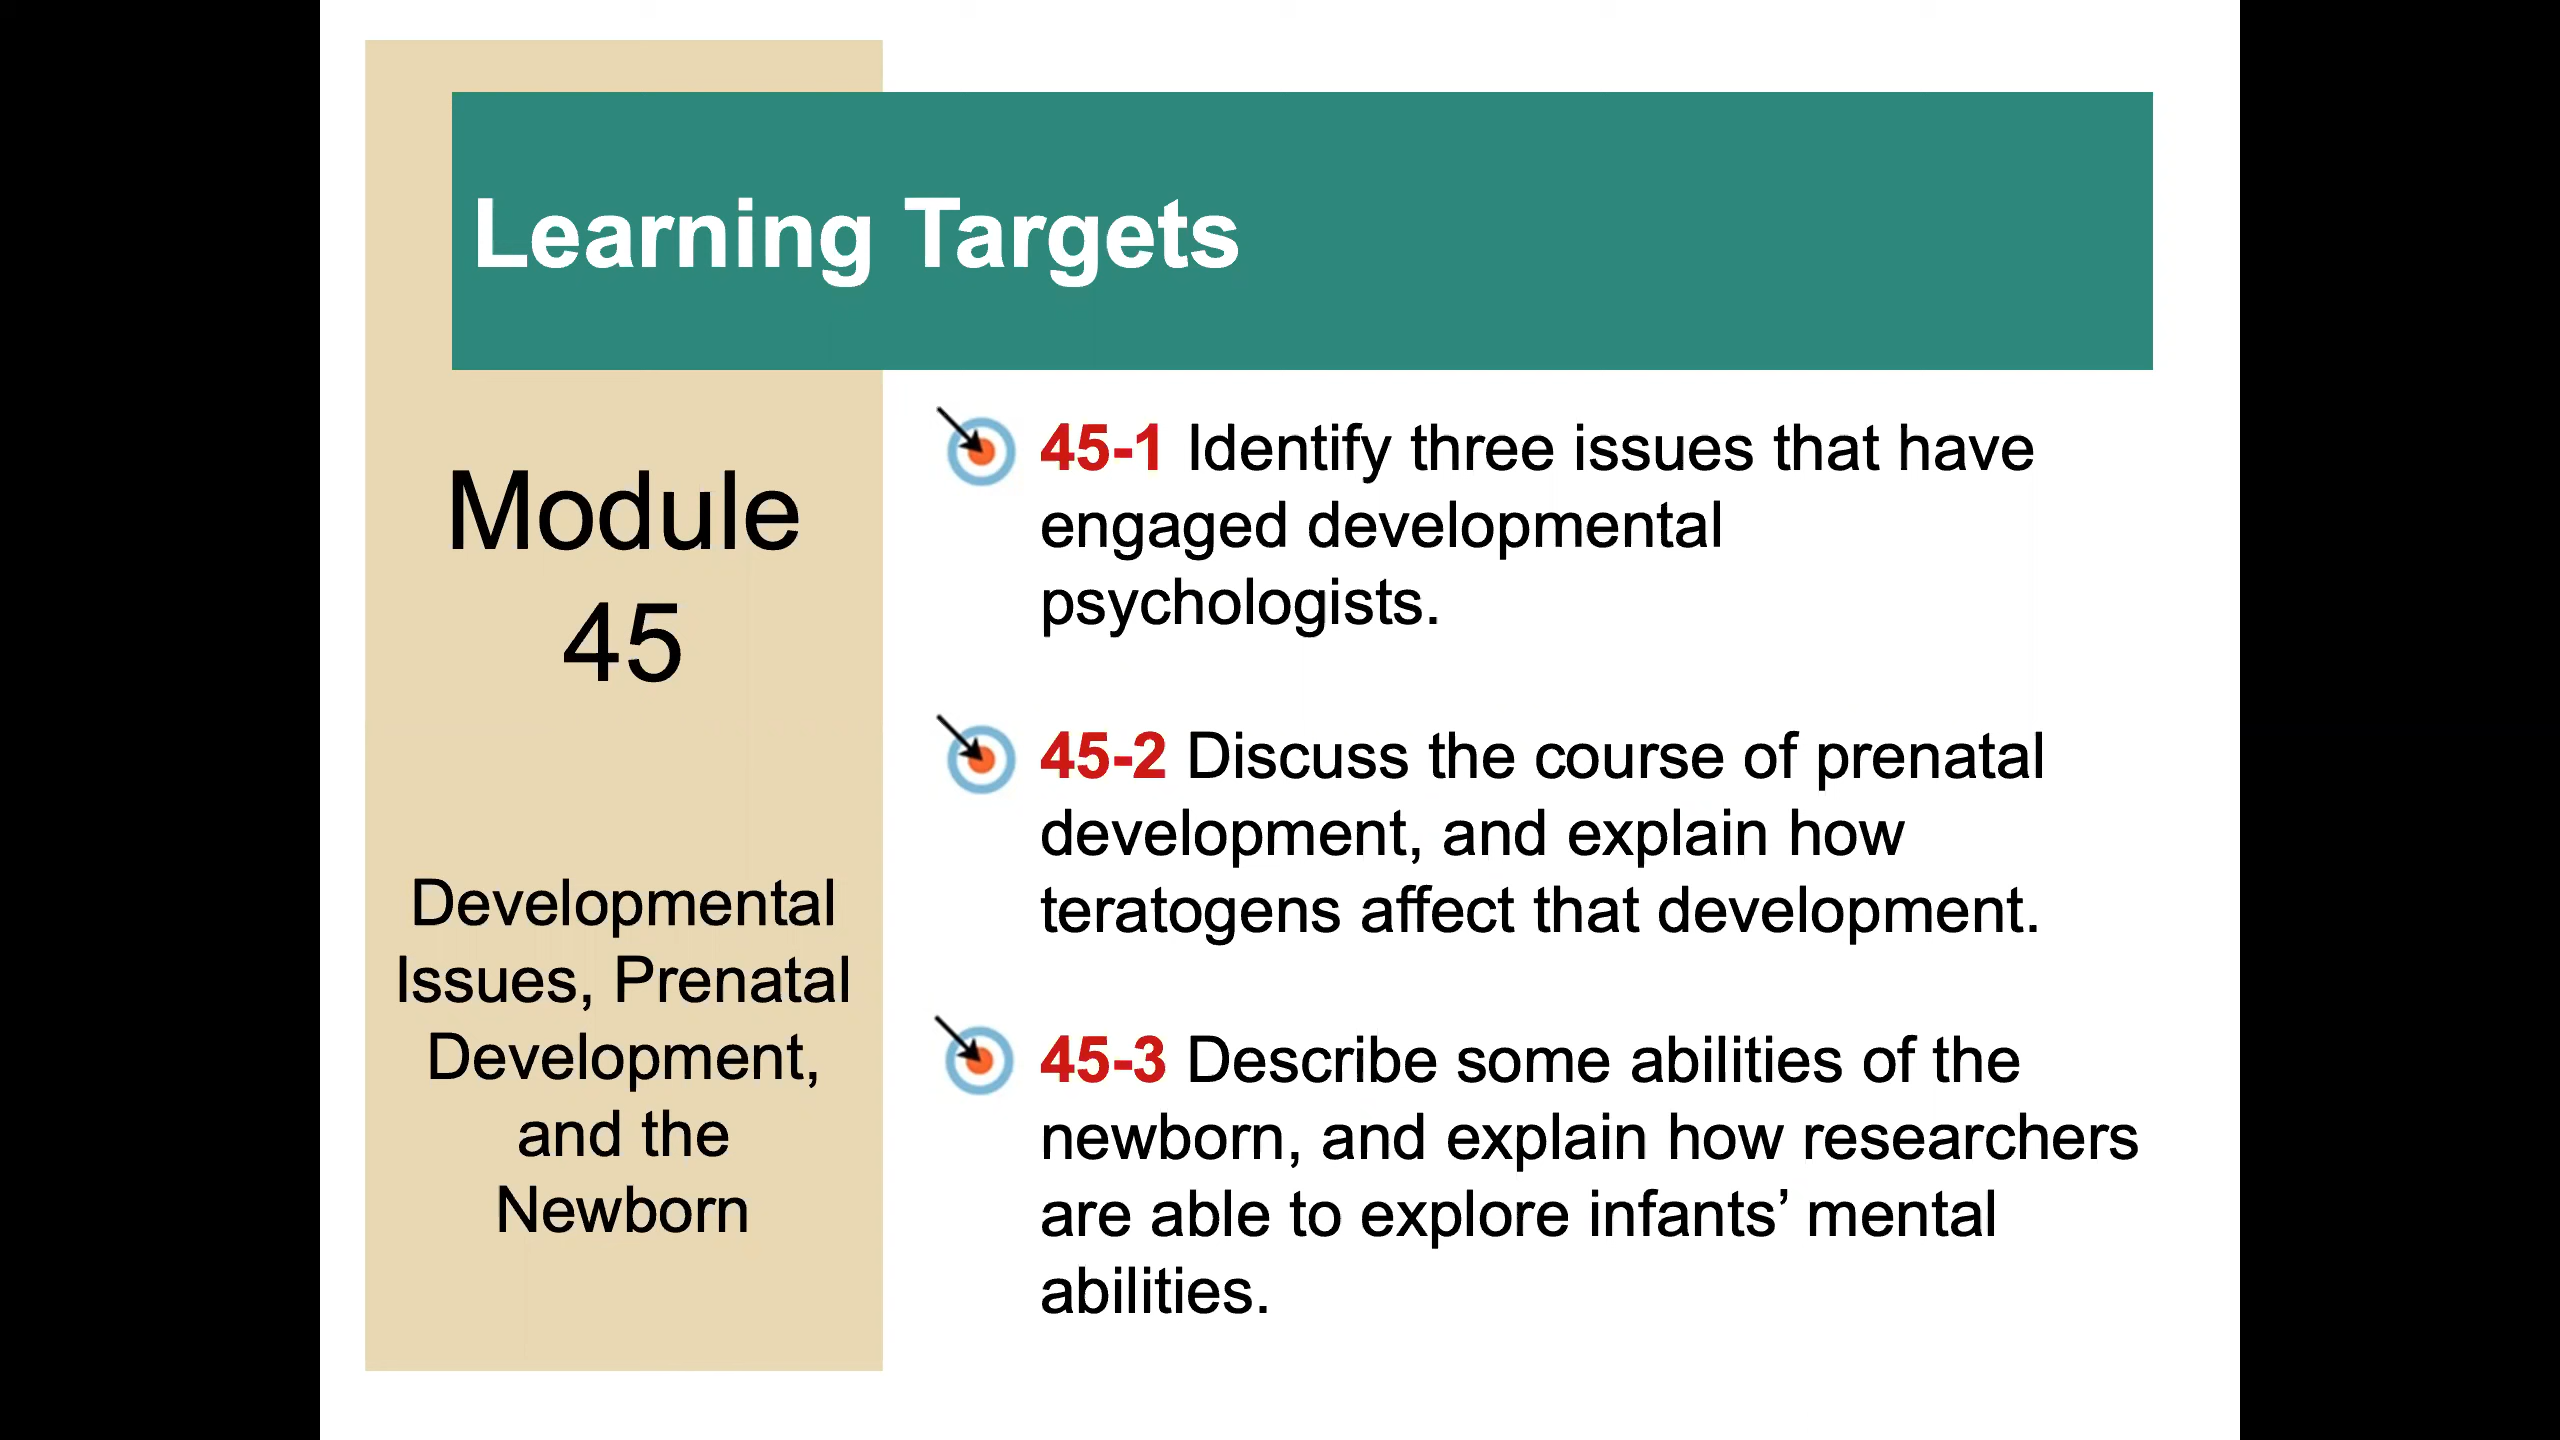 Learning Targets
Module
45
Developmental
Issues, Prenatal
Development,
and the
Newborn
45-1 Identify three issues that have
engaged developmental
psychologists.
45-2 Discuss the course of prenatal
development, and explain how
teratogens affect that development.
45-3 Describe some abilities of the
newborn, and explain how researchers
are able to explore infants’ mental
abilities.